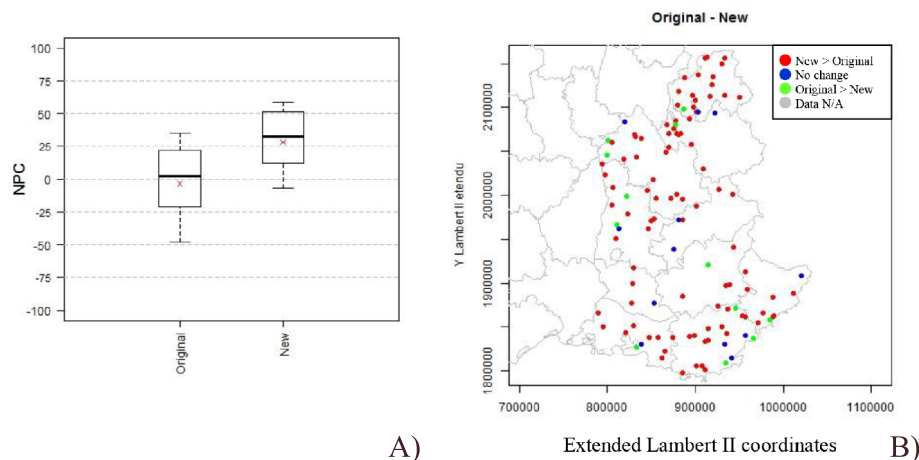 Original - New
100
50
25
0
-25
-50
-75
-100
NPC
Original
New
A)
New > Original
No change
Original > New
Data N/A
Y Lambert II etendu
2100000
2000000
1900000
1800000
700000 800000 900000 1000000 1100000
Extended Lambert II coordinates
B)